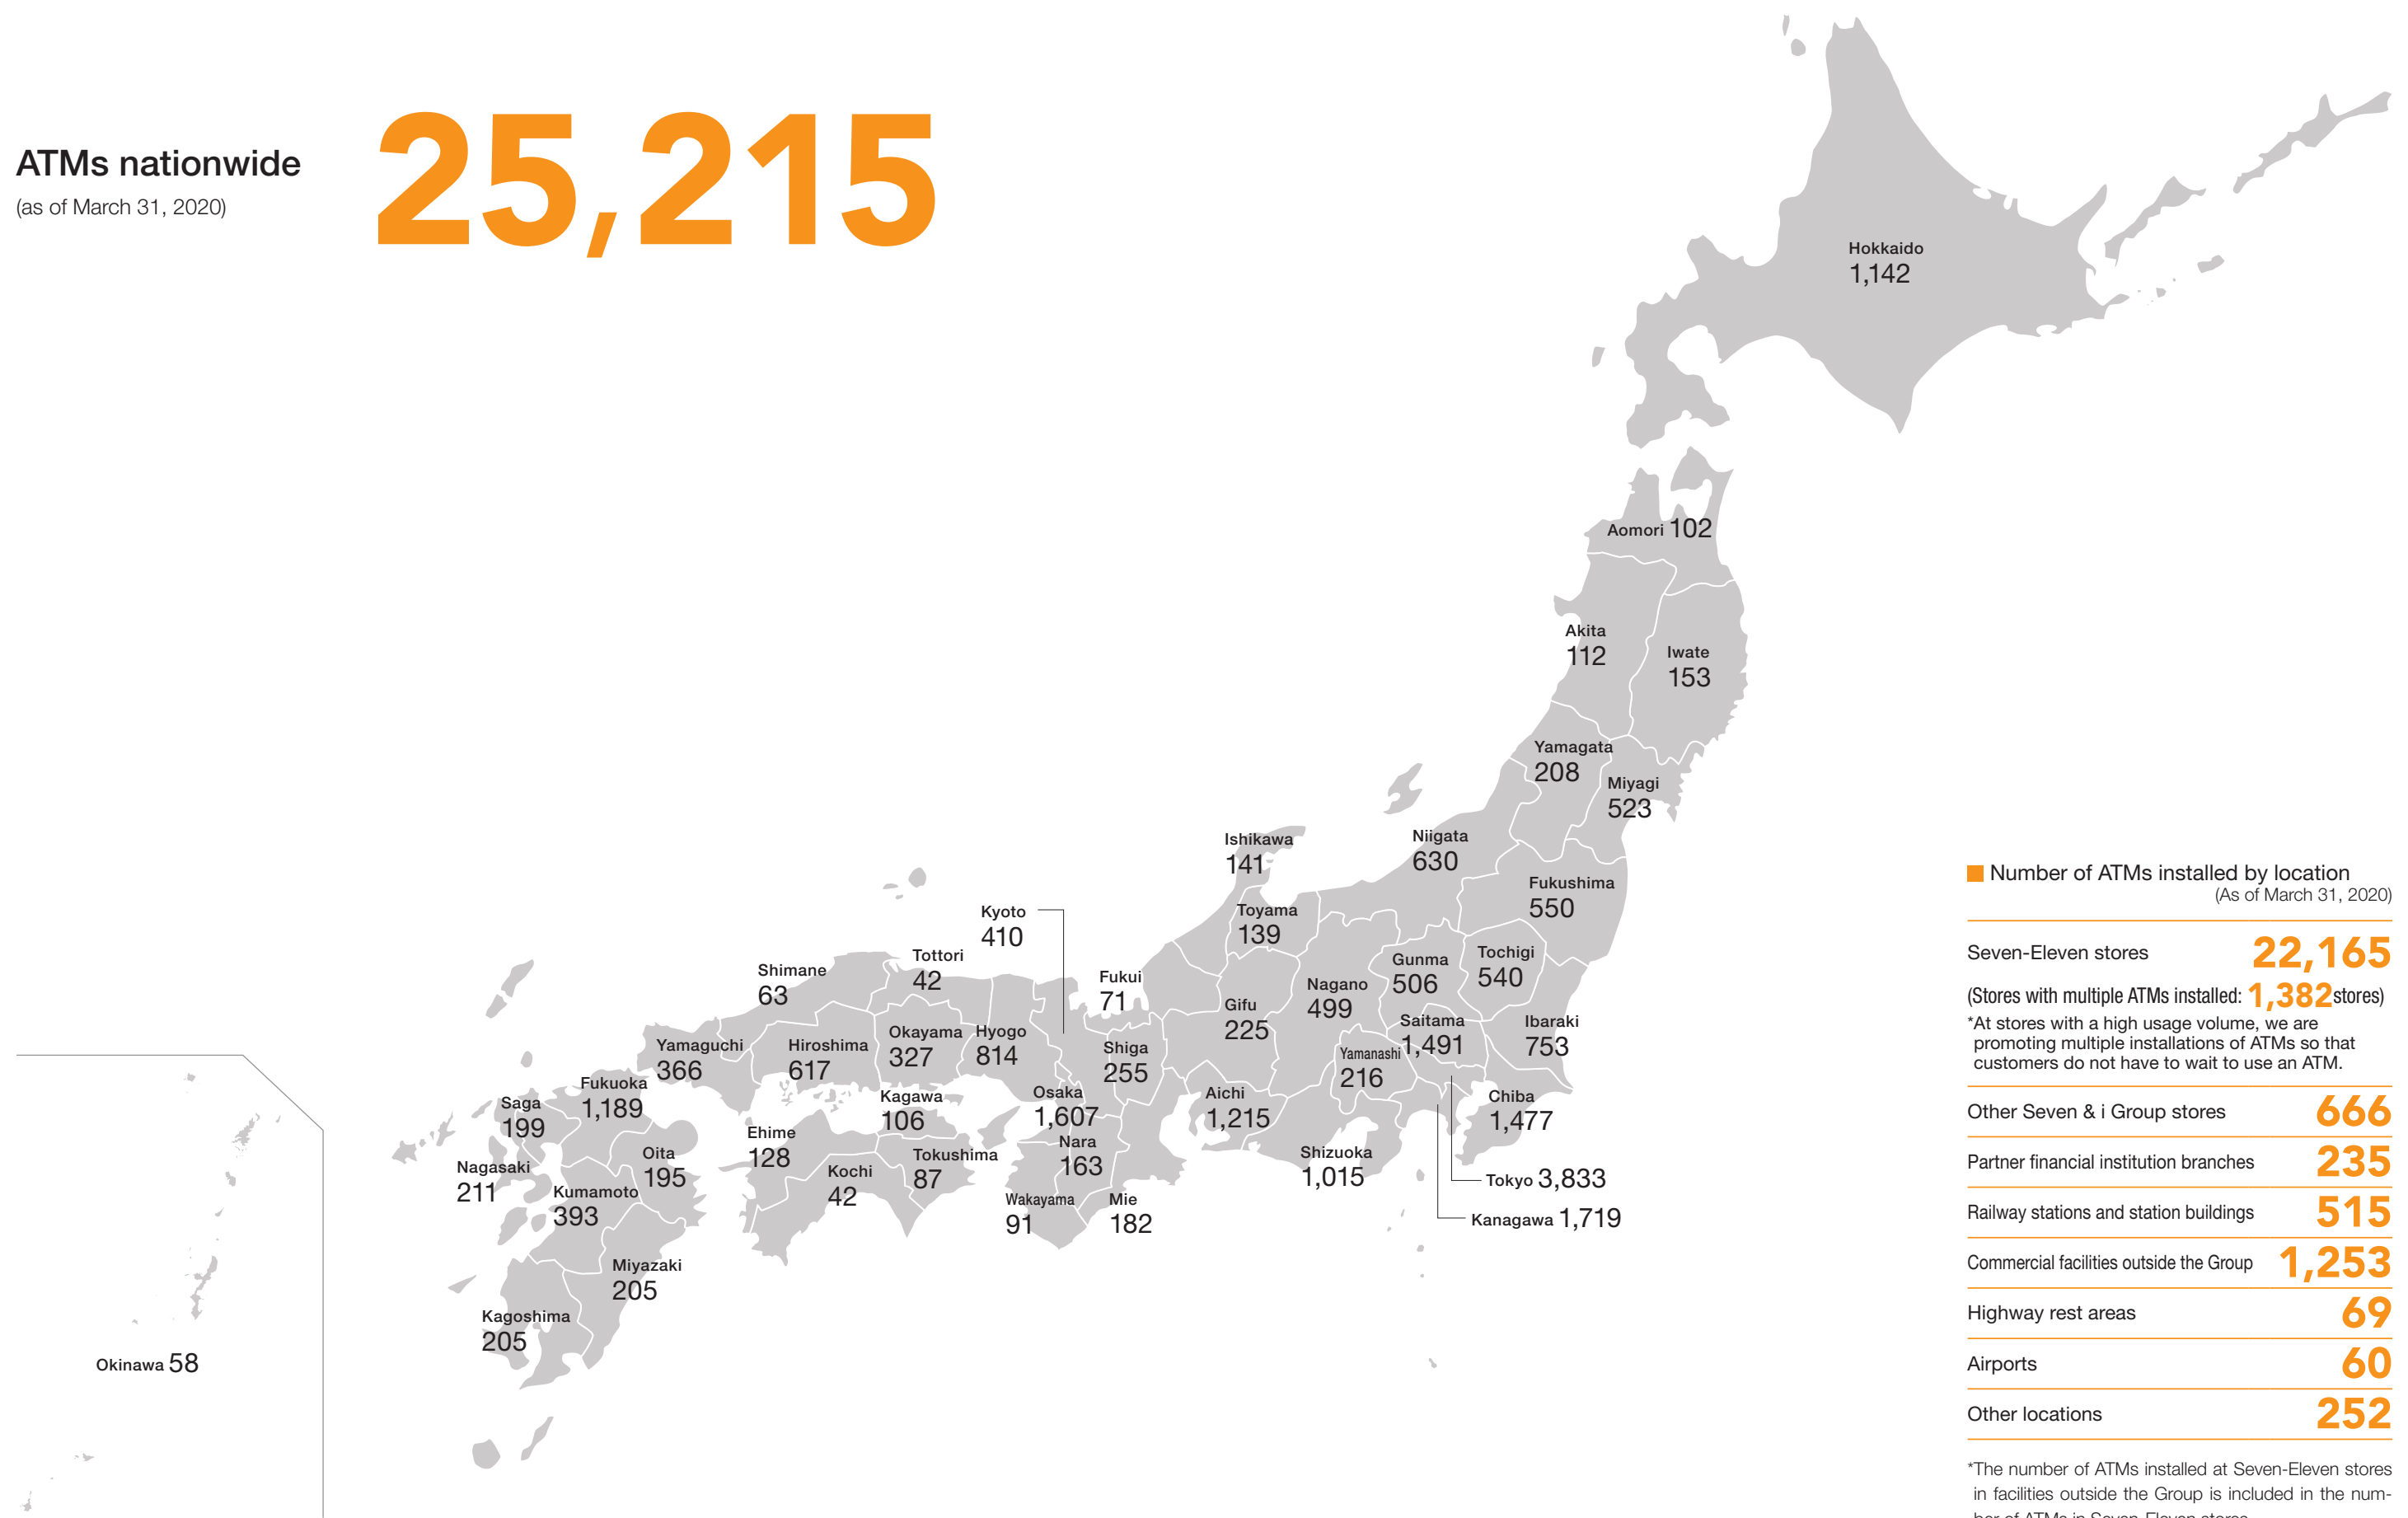 ATMs nationwide
(as of March 31, 2020)
25,215
Hokkaido
1,142
Aomori 102
Akita
112
Iwate
153
Yamagata
208
Miyagi
523
Ishikawa
141
Niigata
630
Fukushima
550
Toyama
139
Kyoto
410
Tottori
42
Shimane
63
Fukui
71
Gunma
506
Tochigi
540
Nagano
499
Gifu
225
Saitama
1,491
Ibaraki
753
Yamaguchi
366
Hiroshima
617
Okayama
327
Hyogo
814
Shiga
255
Yamanashi
216
Fukuoka
1,189
Saga
199
Kagawa
106
Osaka
1,607
Aichi
1,215
Chiba
1,477
Ehime
128
Nara
163
Shizuoka
1,015
Oita
195
Nagasaki
211
Kochi
42
Tokushima
87
Tokyo 3,833
Kumamoto
393
Wakayama
91
Mie
182
Kanagawa 1,719
Miyazaki
205
Kagoshima
205
Okinawa 58
Number of ATMs installed by location
(As of March 31, 2020)
Seven-Eleven stores 22,165
(Stores with multiple ATMs installed: 1,382 stores)
*At stores with a high usage volume, we are
promoting multiple installations of ATMs so that
customers do not have to wait to use an ATM.
Other Seven & i Group stores 666
Partner financial institution branches 235
Railway stations and station buildings 515
Commercial facilities outside the Group 1,253
Highway rest areas 69
Airports 60
Other locations 252
*The number of ATMs installed at Seven-Eleven stores
in facilities outside the Group is included in the num-
ber of ATMs in Seven-Eleven stores.